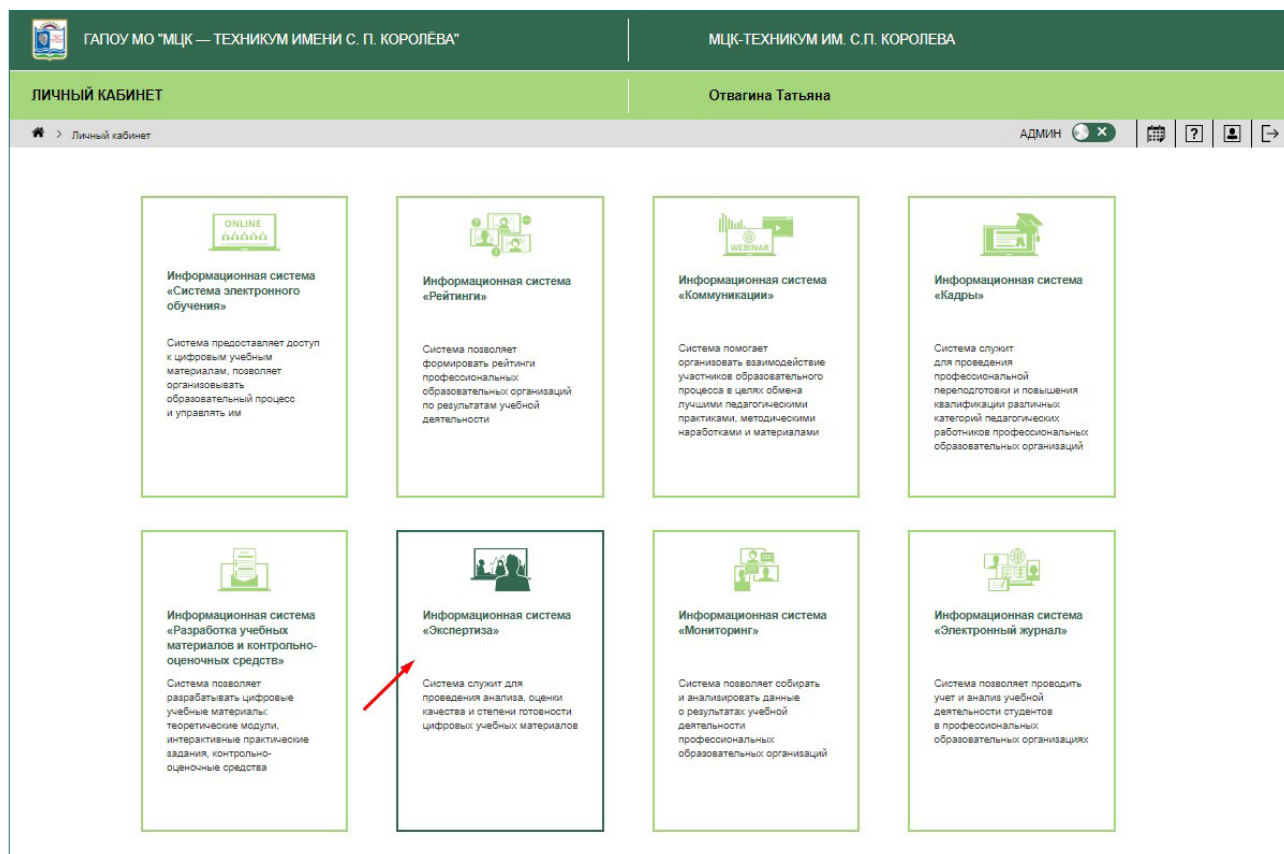 ГАПОУ МО "МЦК — ТЕХНИКУМ ИМЕНИ С. П. КОРОЛЁВА"
МЦК-ТЕХНИКУМ ИМ. С.П. КОРОЛЕВА
ЛИЧНЫЙ КАБИНЕТ
Отвагина Татьяна
> Личный кабинет
АДМИН
ONLINE
Информационная система
«Система электронного
обучения»
Система предоставляет доступ
к цифровым учебным
материалам, позволяет
организовывать
образовательный процесс
и управлять им
Информационная система
«Рейтинги»
Система позволяет
формировать рейтинги
профессиональных
образовательных организаций
по результатам учебной
деятельности
WEBINAR
Информационная система
«Коммуникации»
Система помогает
организовать взаимодействие
участников образовательного
процесса в целях обмена
лучшими педагогическими
практиками, методическими
наработками и материалами
Информационная система
«Кадры»
Система служит
для проведения
профессиональной
переподготовки и повышения
квалификации различных
категорий педагогических
работников профессиональных
образовательных организаций
Информационная система
«Разработка учебных
материалов и контрольно-
оценочных средств»
Система позволяет
разрабатывать цифровые
учебные материалы:
теоретические модули,
интерактивные практические
задания, контрольно-
оценочные средства
Информационная система
«Экспертиза»
Система служит для
проведения анализа, оценки
качества и степени готовности
цифровых учебных материалов
Информационная система
«Мониторинг»
Система позволяет собирать
и анализировать данные
о результатах учебной
деятельности
профессиональных
образовательных организаций
Информационная система
«Электронный журнал»
Система позволяет проводить
учет и анализ учебной
деятельности студентов
в профессиональных
образовательных организациях